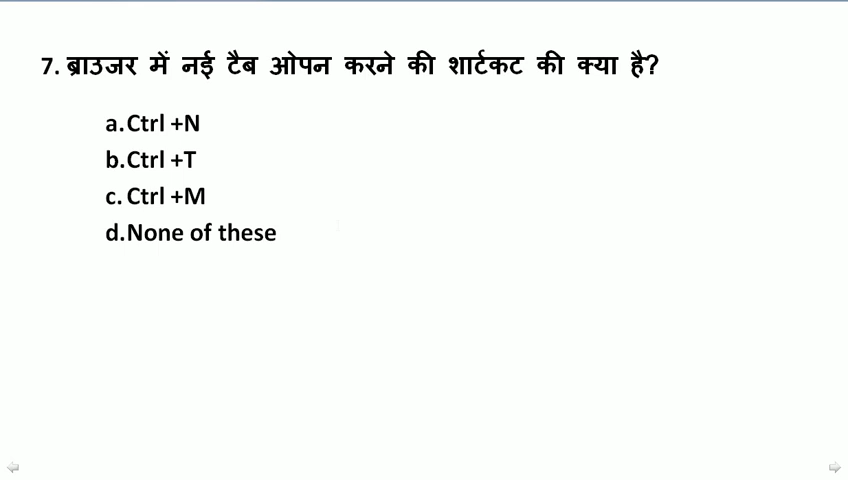 7. ब्राउजर में नई टैब ओपन करने की शार्टकट की क्या है?
a.Ctrl +N
b.Ctrl +T
c. Ctrl +M
d.None of these